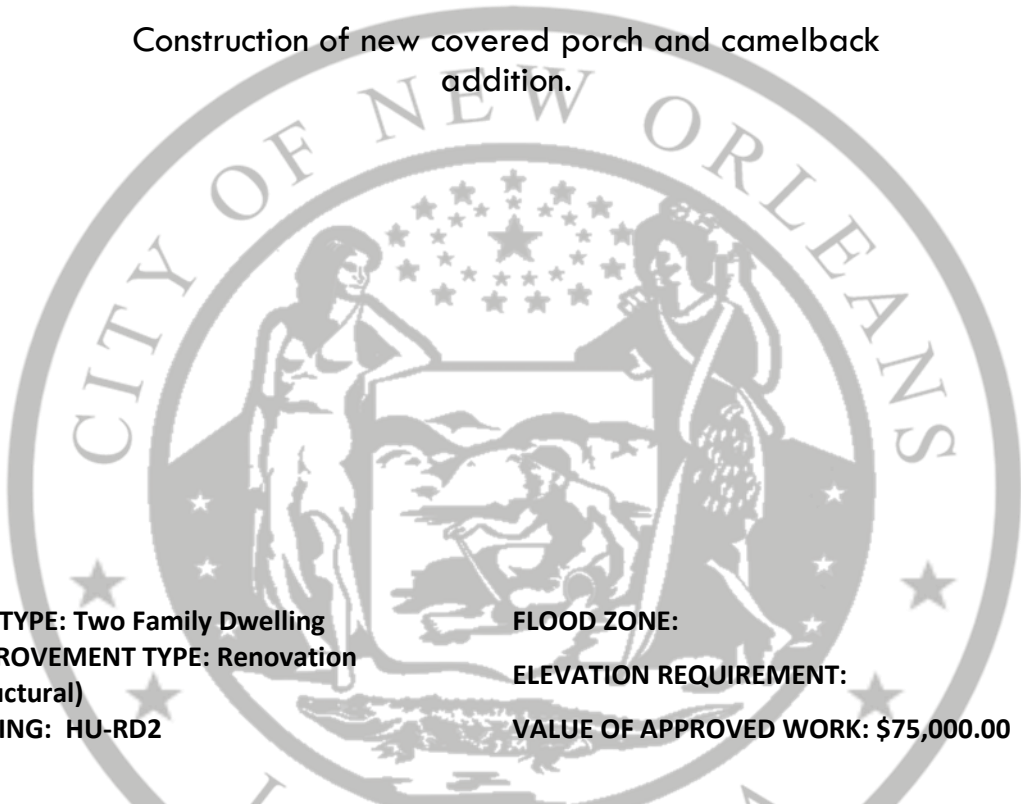 Construction of new covered porch and camelback
addition.
CITY OF NEW ORLEANS
TYPE: Two Family Dwelling
ROVEMENT TYPE: Renovation
uctural)
ING: HU-RD2
FLOOD ZONE:
ELEVATION REQUIREMENT:
VALUE OF APPROVED WORK: $75,000.00